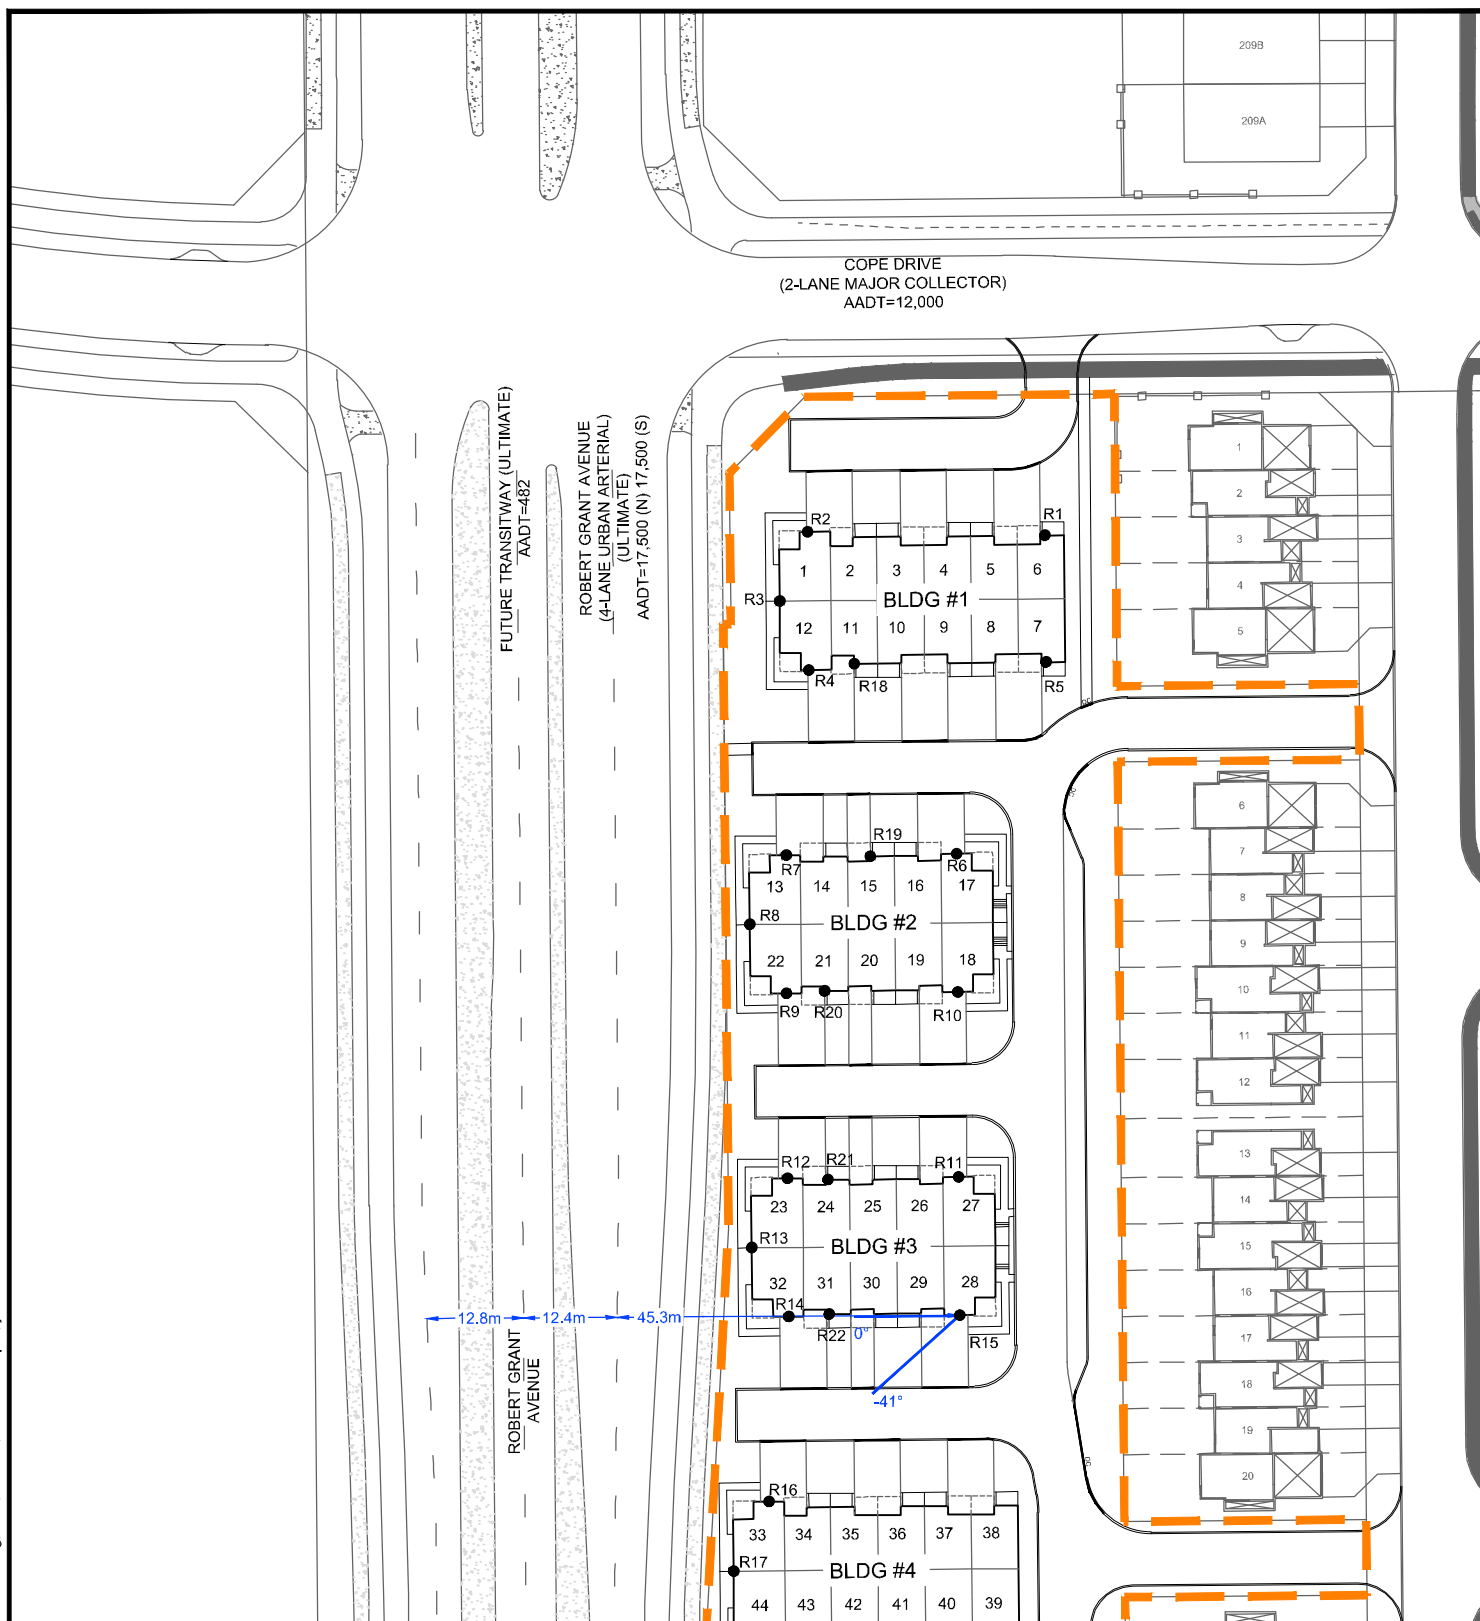 209B
209A
COPE DRIVE
(2-LANE MAJOR COLLECTOR)
AADT=12,000
FUTURE TRANSITWAY (ULTIMATE)
AADT=482
ROBERT GRANT AVENUE
(4-LANE URBAN ARTERIAL)
(ULTIMATE)
AADT=17,500 (N) 17,500 (S)
R2
R1
1 2 3 4 5 6
R3
BLDG #1
12 11 10 9 8 7
R4 R18 R5
1
2
3
4
5
R19
R7 R6
13 14 15 16 17
R8
BLDG #2
22 21 20 19 18
R9 R20 R10
6
7
8
9
10
11
12
R12 R21 R11
23 24 25 26 27
R13
BLDG #3
32 31 30 29 28
R14
R22
R15
12.8m 12.4m 45.3m
0°
-41°
ROBERT GRANT
AVENUE
13
14
15
16
17
18
19
20
R16
33 34 35 36 37 38
R17
BLDG #4
44 43 42 41 40 39